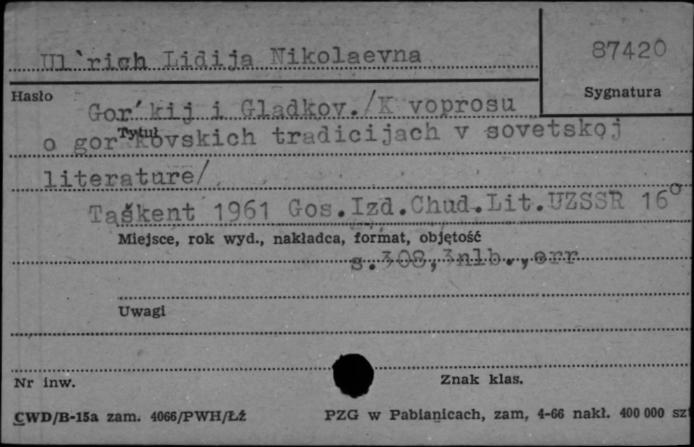 Ul`rich Lidija Nikolaevna
87420
Hasło
Sygnatura
Gor´kij i Gladkov./K voprosu
Tytuł
o gor´kovskich tradicijach v sovetskoj
literature/
Taškent 1961 Gos.Izd.Chud.Lit.UZSSR 16°
Miejsce, rok wyd., nakładca, format, objętość
s.308,3nlb.,err
Uwagi
Nr inw.
Znak klas.
CWD/B-15a zam. 4066/PWH/Łź
PZG w Pabianicach, zam, 4-66 nakł. 400 000 szt